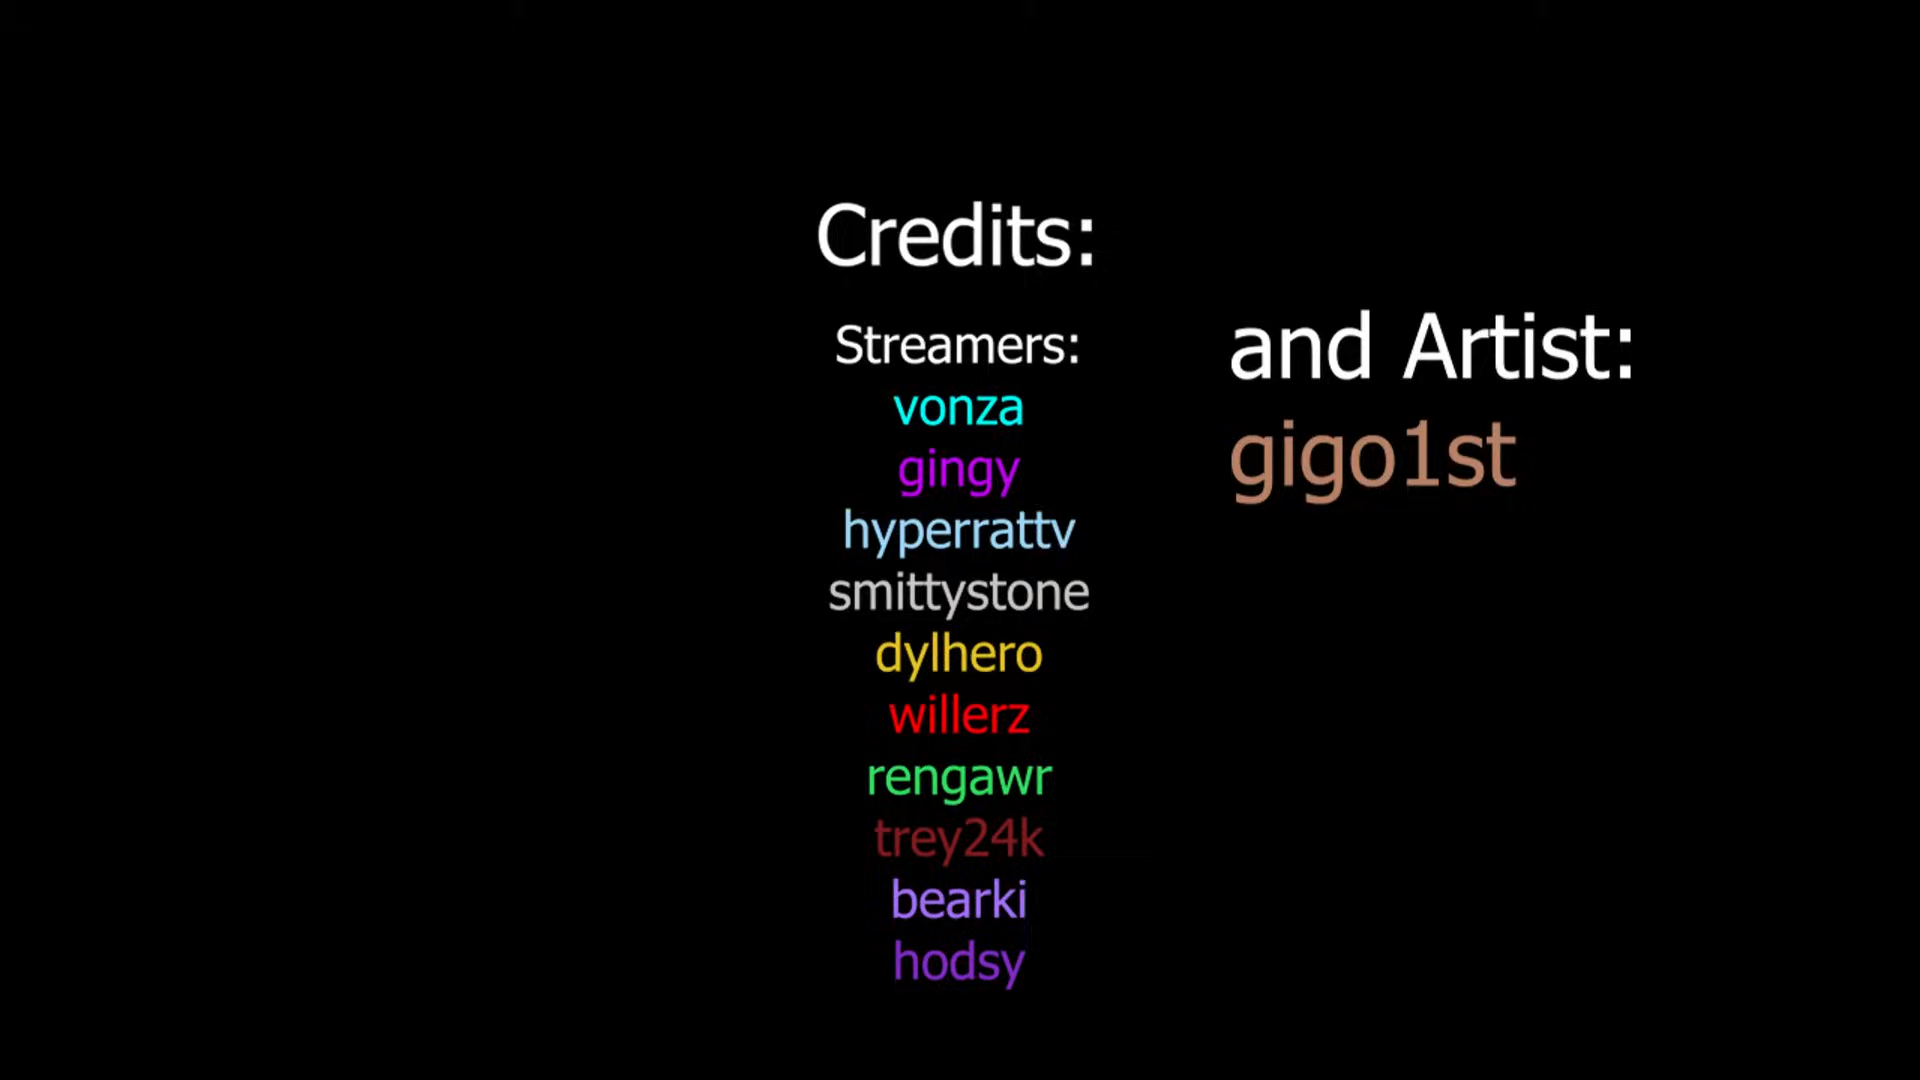 Credits:
Streamers:
vonza
gingy
hyperrattv
smittystone
dylhero
willerz
rengawr
trey24k
bearki
hodsy
and Artist:
gigo1st